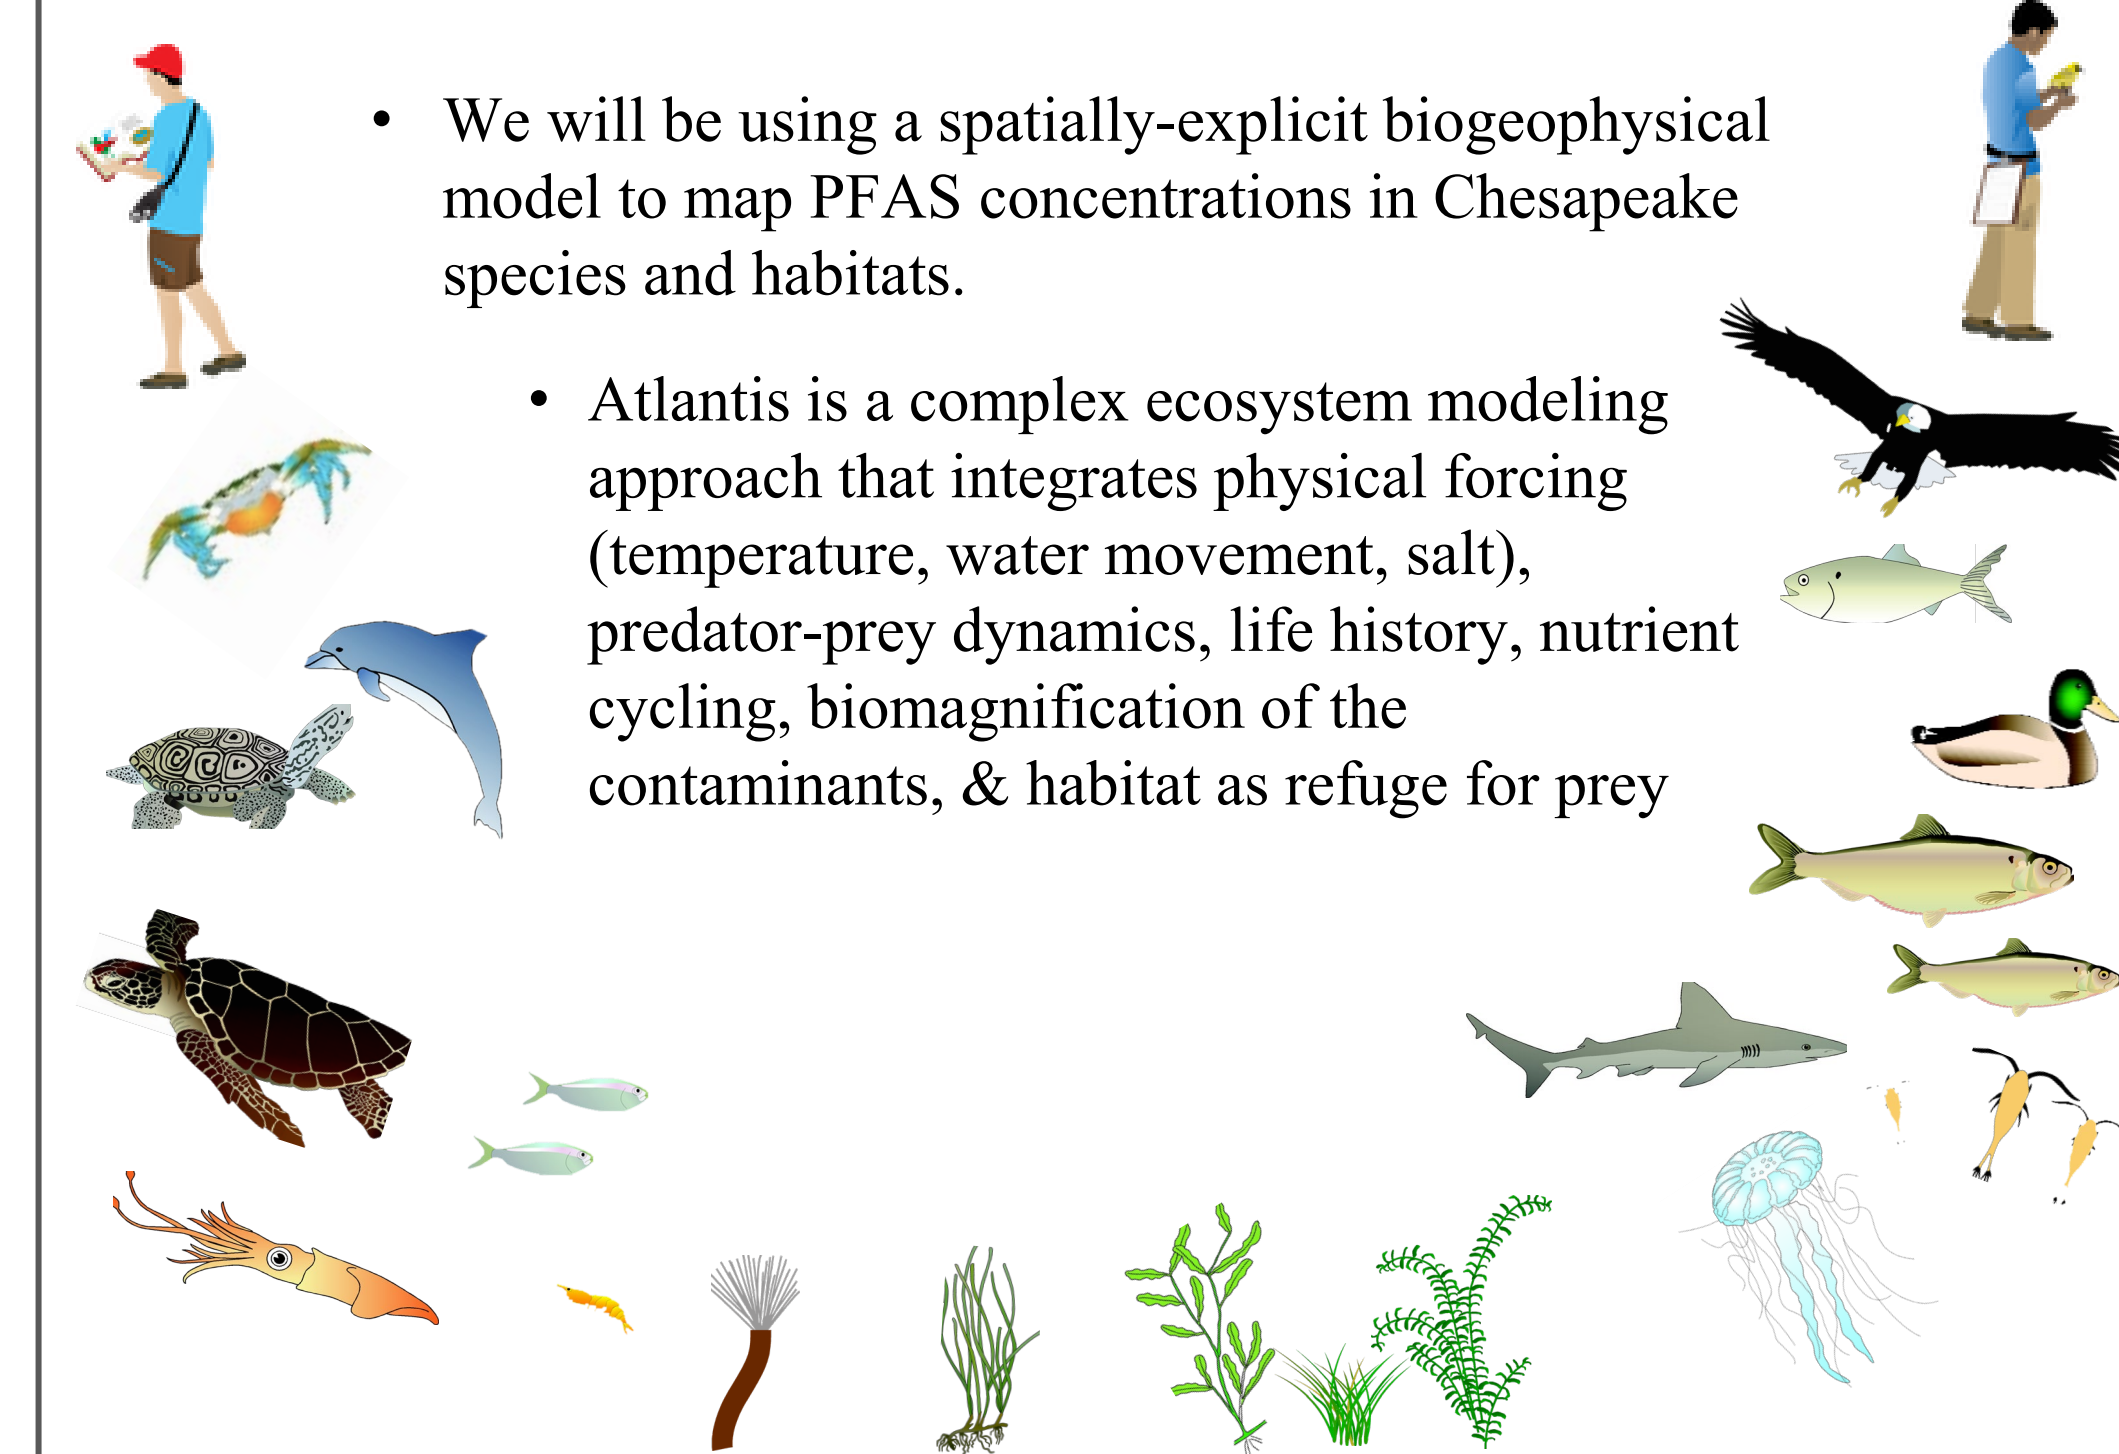 • We will be using a spatially-explicit biogeophysical
model to map PFAS concentrations in Chesapeake
species and habitats.
• Atlantis is a complex ecosystem modeling
approach that integrates physical forcing
(temperature, water movement, salt),
predator-prey dynamics, life history, nutrient
cycling, biomagnification of the
contaminants, & habitat as refuge for prey